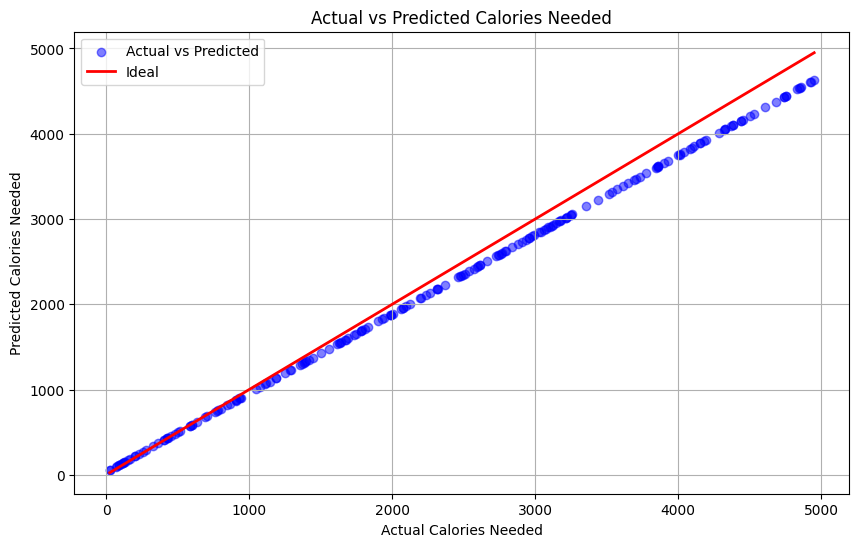 Actual vs Predicted Calories Needed
Actual vs Predicted
Ideal
Predicted Calories Needed
5000
4000
3000
2000
1000
0
0 1000 2000 3000 4000 5000
Actual Calories Needed